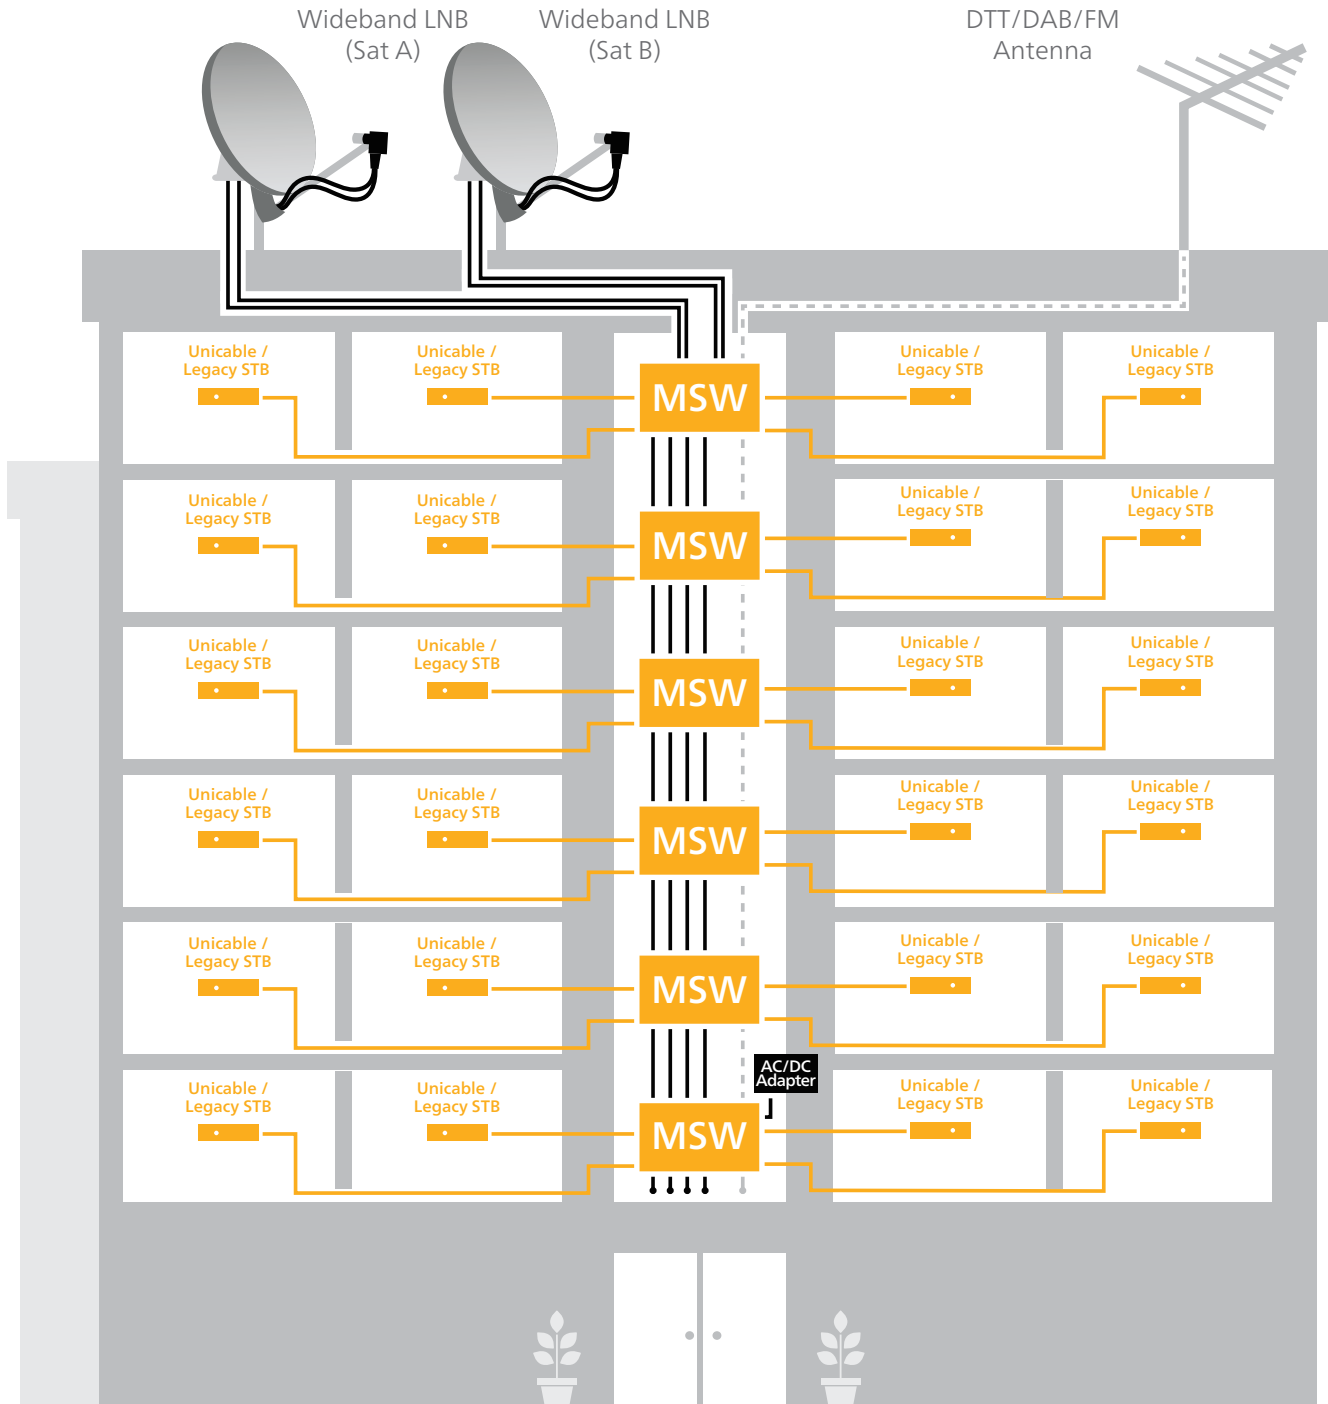 Wideband LNB
(Sat A)
Wideband LNB
(Sat B)
DTT/DAB/FM
Antenna
Unicable /
Legacy STB
Unicable /
Legacy STB
MSW
Unicable /
Legacy STB
Unicable /
Legacy STB
Unicable /
Legacy STB
Unicable /
Legacy STB
MSW
Unicable /
Legacy STB
Unicable /
Legacy STB
Unicable /
Legacy STB
Unicable /
Legacy STB
MSW
Unicable /
Legacy STB
Unicable /
Legacy STB
Unicable /
Legacy STB
Unicable /
Legacy STB
MSW
Unicable /
Legacy STB
Unicable /
Legacy STB
Unicable /
Legacy STB
Unicable /
Legacy STB
MSW
Unicable /
Legacy STB
Unicable /
Legacy STB
AC/DC
Adapter
Unicable /
Legacy STB
Unicable /
Legacy STB
MSW
Unicable /
Legacy STB
Unicable /
Legacy STB